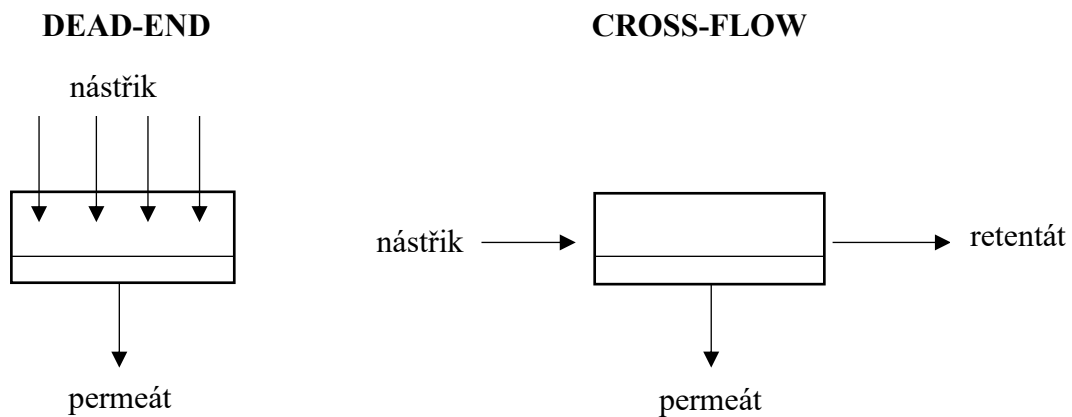 DEAD-END
nástřik
permeát
CROSS-FLOW
nástřik
retentát
permeát